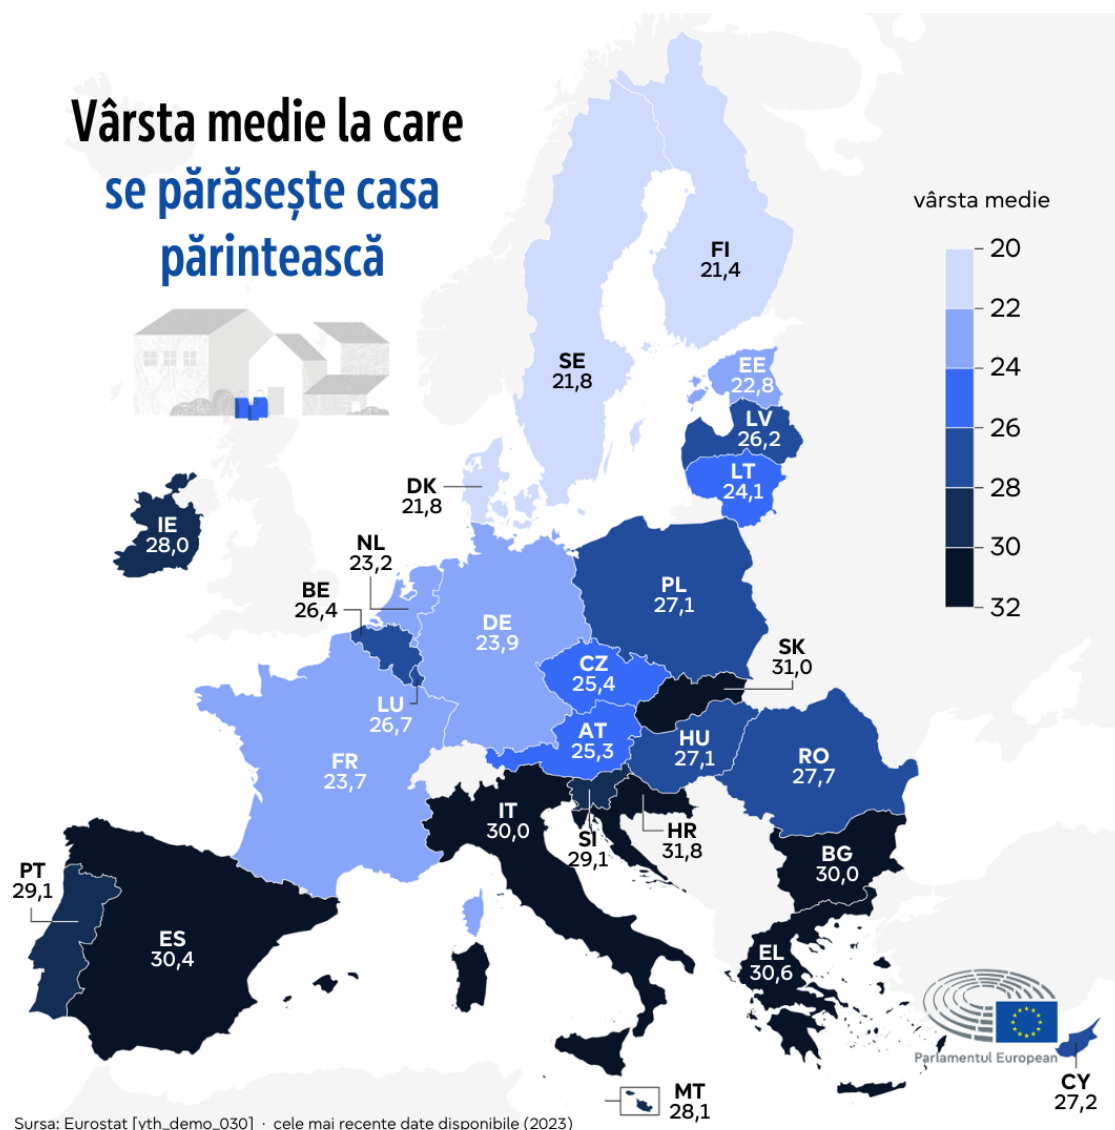 Vârsta medie la care
se părăsește casa
părintească
vârsta medie
20
22
24
26
28
30
32
FI
21,4
SE
21,8
EE
22,8
LV
26,2
LT
24,1
DK
21,8
IE
28,0
NL
23,2
BE
26,4
DE
23,9
PL
27,1
CZ
25,4
SK
31,0
LU
26,7
AT
25,3
HU
27,1
RO
27,7
FR
23,7
IT
30,0
SI
29,1
HR
31,8
BG
30,0
PT
29,1
ES
30,4
EL
30,6
Parlamentul European
CY
27,2
MT
28,1
Sursa: Eurostat [yth_demo_030] · cele mai recente date disponibile (2023)